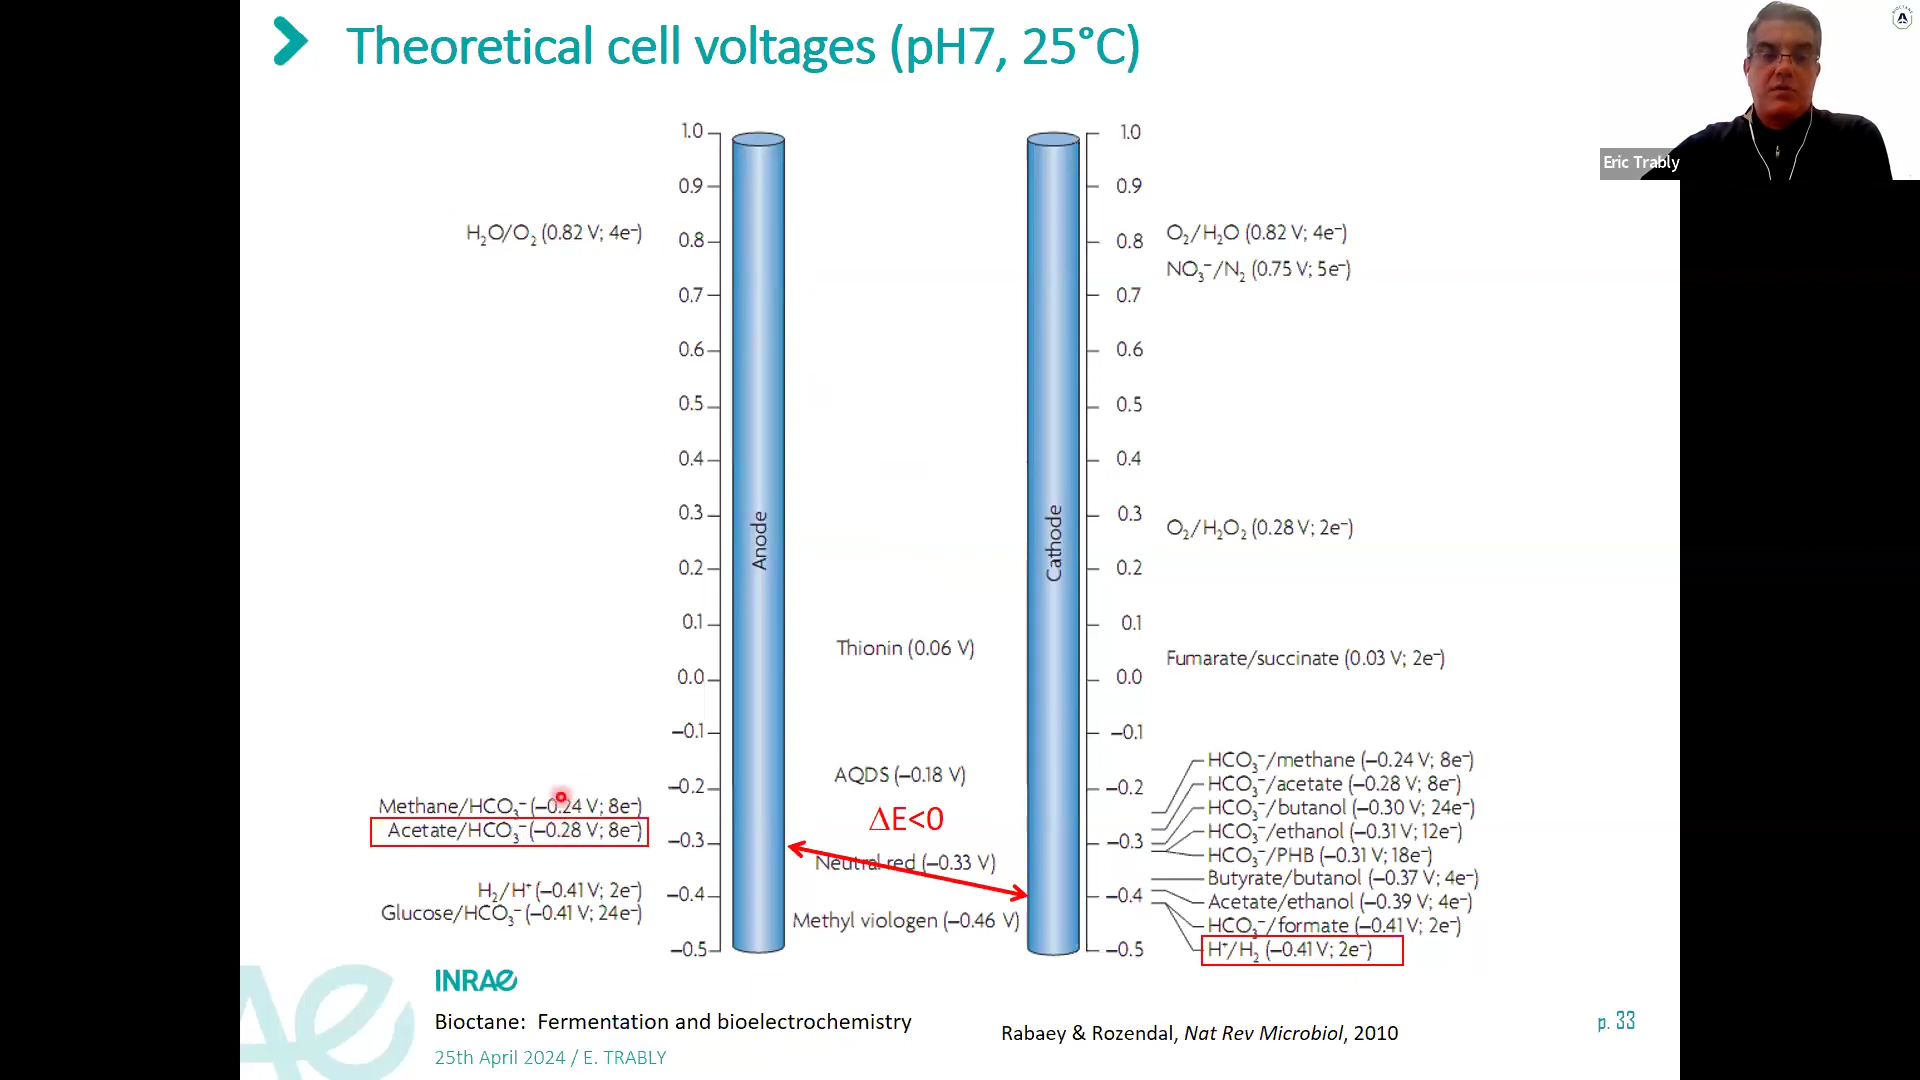 Theoretical cell voltages (pH7, 25°C)
Eric Trably
1.0
0.9
0.8
0.7
0.6
0.5
0.4
0.3
0.2
0.1
0.0
–0.1
–0.2
–0.3
–0.4
–0.5
H₂O/O₂ (0.82 V; 4e⁻)
Methane/HCO₃⁻ (–0.24 V; 8e⁻)
Acetate/HCO₃⁻ (–0.28 V; 8e⁻)
H₂/H⁺ (–0.41 V; 2e⁻)
Glucose/HCO₃⁻ (–0.41 V; 24e⁻)
Anode
Thionin (0.06 V)
AQDS (–0.18 V)
ΔE<0
Neutral red (–0.33 V)
Methyl viologen (–0.46 V)
Cathode
1.0
0.9
0.8
0.7
0.6
0.5
0.4
0.3
0.2
0.1
0.0
–0.1
–0.2
–0.3
–0.4
–0.5
O₂/H₂O (0.82 V; 4e⁻)
NO₃⁻/N₂ (0.75 V; 5e⁻)
O₂/H₂O₂ (0.28 V; 2e⁻)
Fumarate/succinate (0.03 V; 2e⁻)
HCO₃⁻/methane (–0.24 V; 8e⁻)
HCO₃⁻/acetate (–0.28 V; 8e⁻)
HCO₃⁻/butanol (–0.30 V; 24e⁻)
HCO₃⁻/ethanol (–0.31 V; 12e⁻)
HCO₃⁻/PHB (–0.31 V; 18e⁻)
Butyrate/butanol (–0.37 V; 4e⁻)
Acetate/ethanol (–0.39 V; 4e⁻)
HCO₃⁻/formate (–0.41 V; 2e⁻)
H⁺/H₂ (–0.41 V; 2e⁻)
INRAE
Bioctane: Fermentation and bioelectrochemistry
25th April 2024 / E. TRABLY
Rabaey & Rozendal, Nat Rev Microbiol, 2010
p. 33